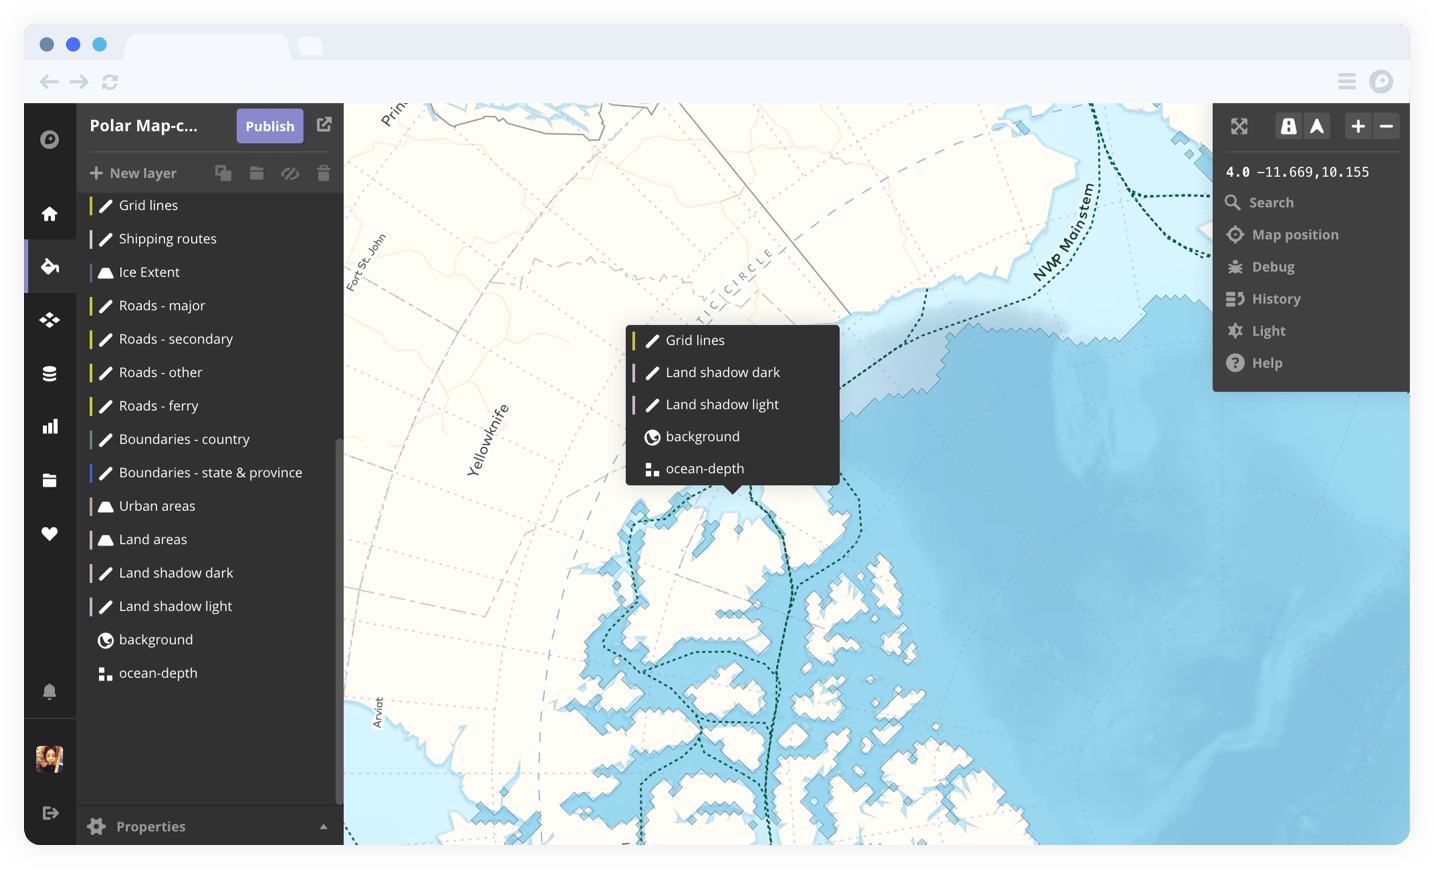 Polar Map-c...
Publish
New layer
Grid lines
Shipping routes
Ice Extent
Roads - major
Roads - secondary
Roads - other
Roads - ferry
Boundaries - country
Boundaries - state & province
Urban areas
Land areas
Land shadow dark
Land shadow light
background
ocean-depth
Properties
Prin
Fort St. John
Yellowknife
Arviat
TIC CIRCLE
NWP Mainstem
Grid lines
Land shadow dark
Land shadow light
background
ocean-depth
4.0 -11.669,10.155
Search
Map position
Debug
History
Light
Help